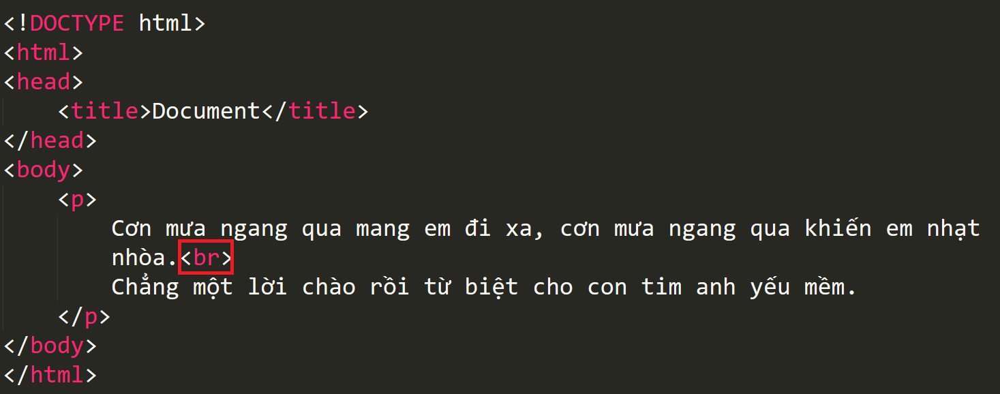 <!DOCTYPE html>
<html>
<head>
    <title>Document</title>
</head>
<body>
    <p>
        Cơn mưa ngang qua mang em đi xa, cơn mưa ngang qua khiến em nhạt
        nhòa.<br>
        Chẳng một lời chào rồi từ biệt cho con tim anh yếu mềm.
    </p>
</body>
</html>